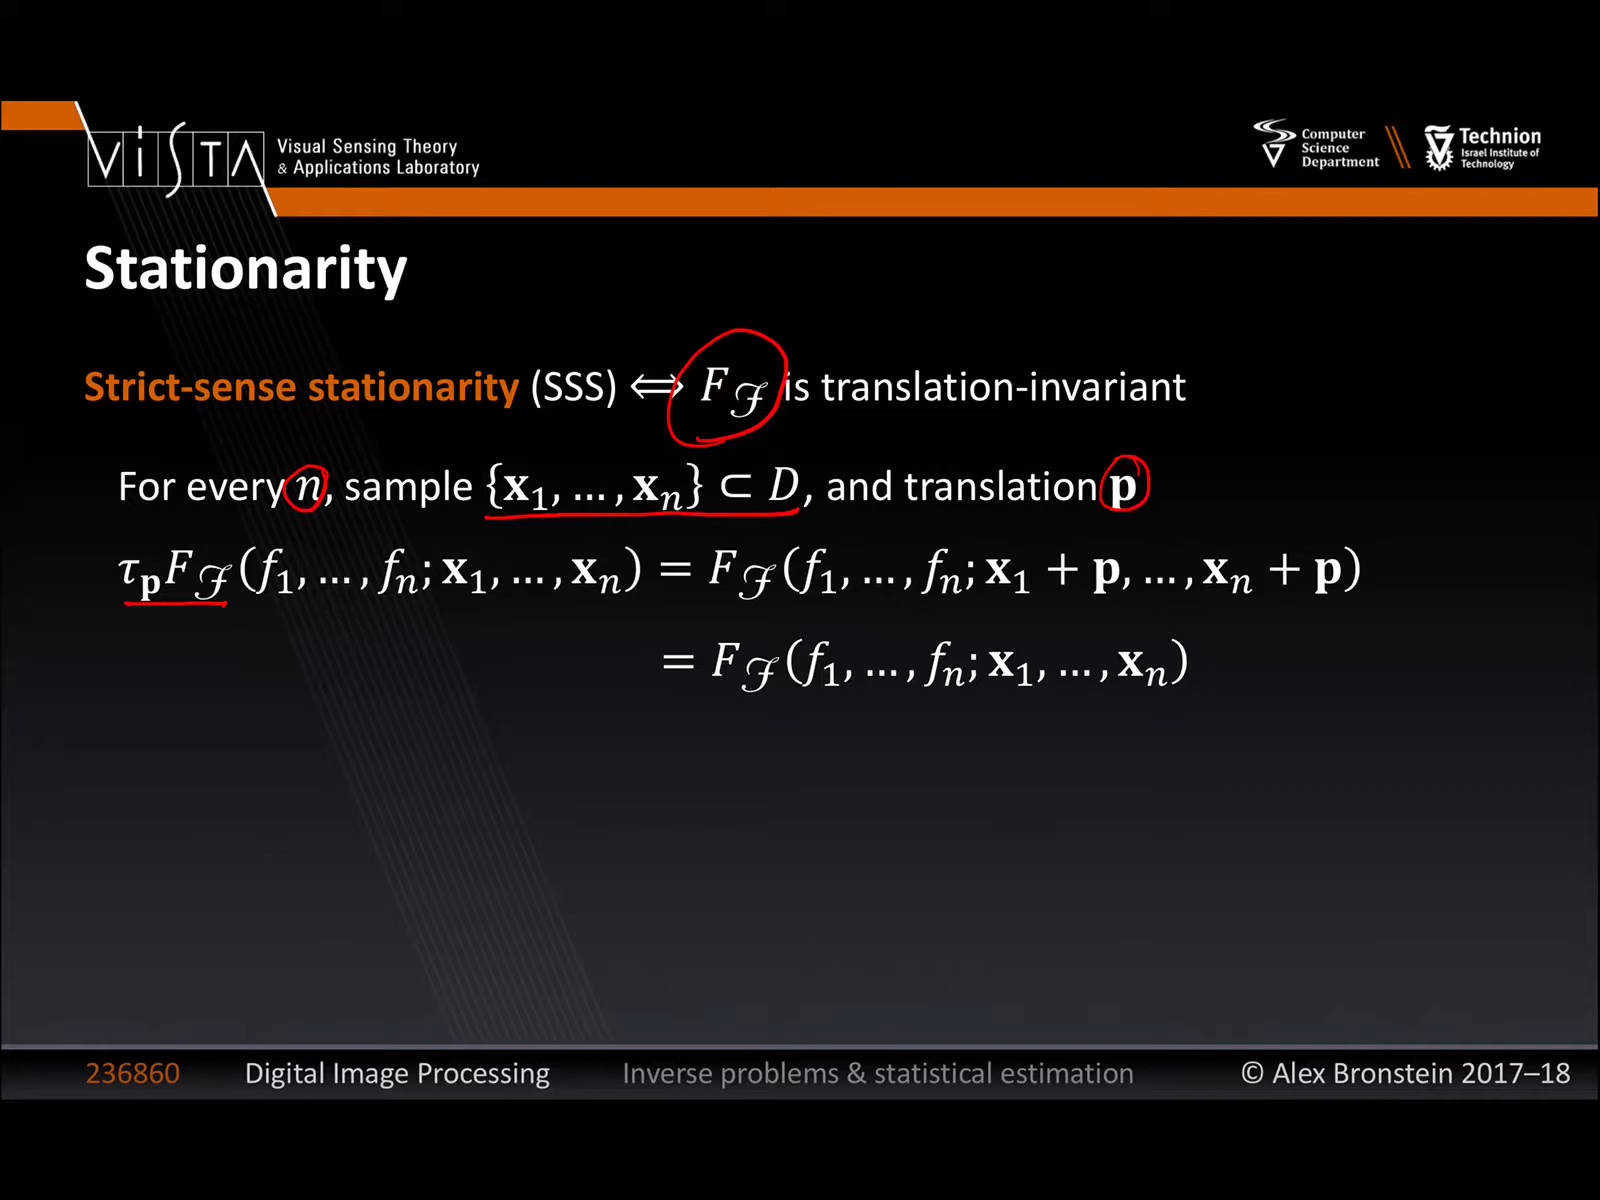 ViSTA
Visual Sensing Theory
& Applications Laboratory
Computer
Science
Department
Technion
Israel Institute of
Technology
Stationarity
Strict-sense stationarity (SSS) ⟺ F_ℱ is translation-invariant
For every n, sample {x₁, … , xₙ} ⊂ D, and translation p
τ_p F_ℱ(f₁, … , fₙ; x₁, … , xₙ) = F_ℱ(f₁, … , fₙ; x₁ + p, … , xₙ + p)
= F_ℱ(f₁, … , fₙ; x₁, … , xₙ)
236860 Digital Image Processing Inverse problems & statistical estimation © Alex Bronstein 2017–18